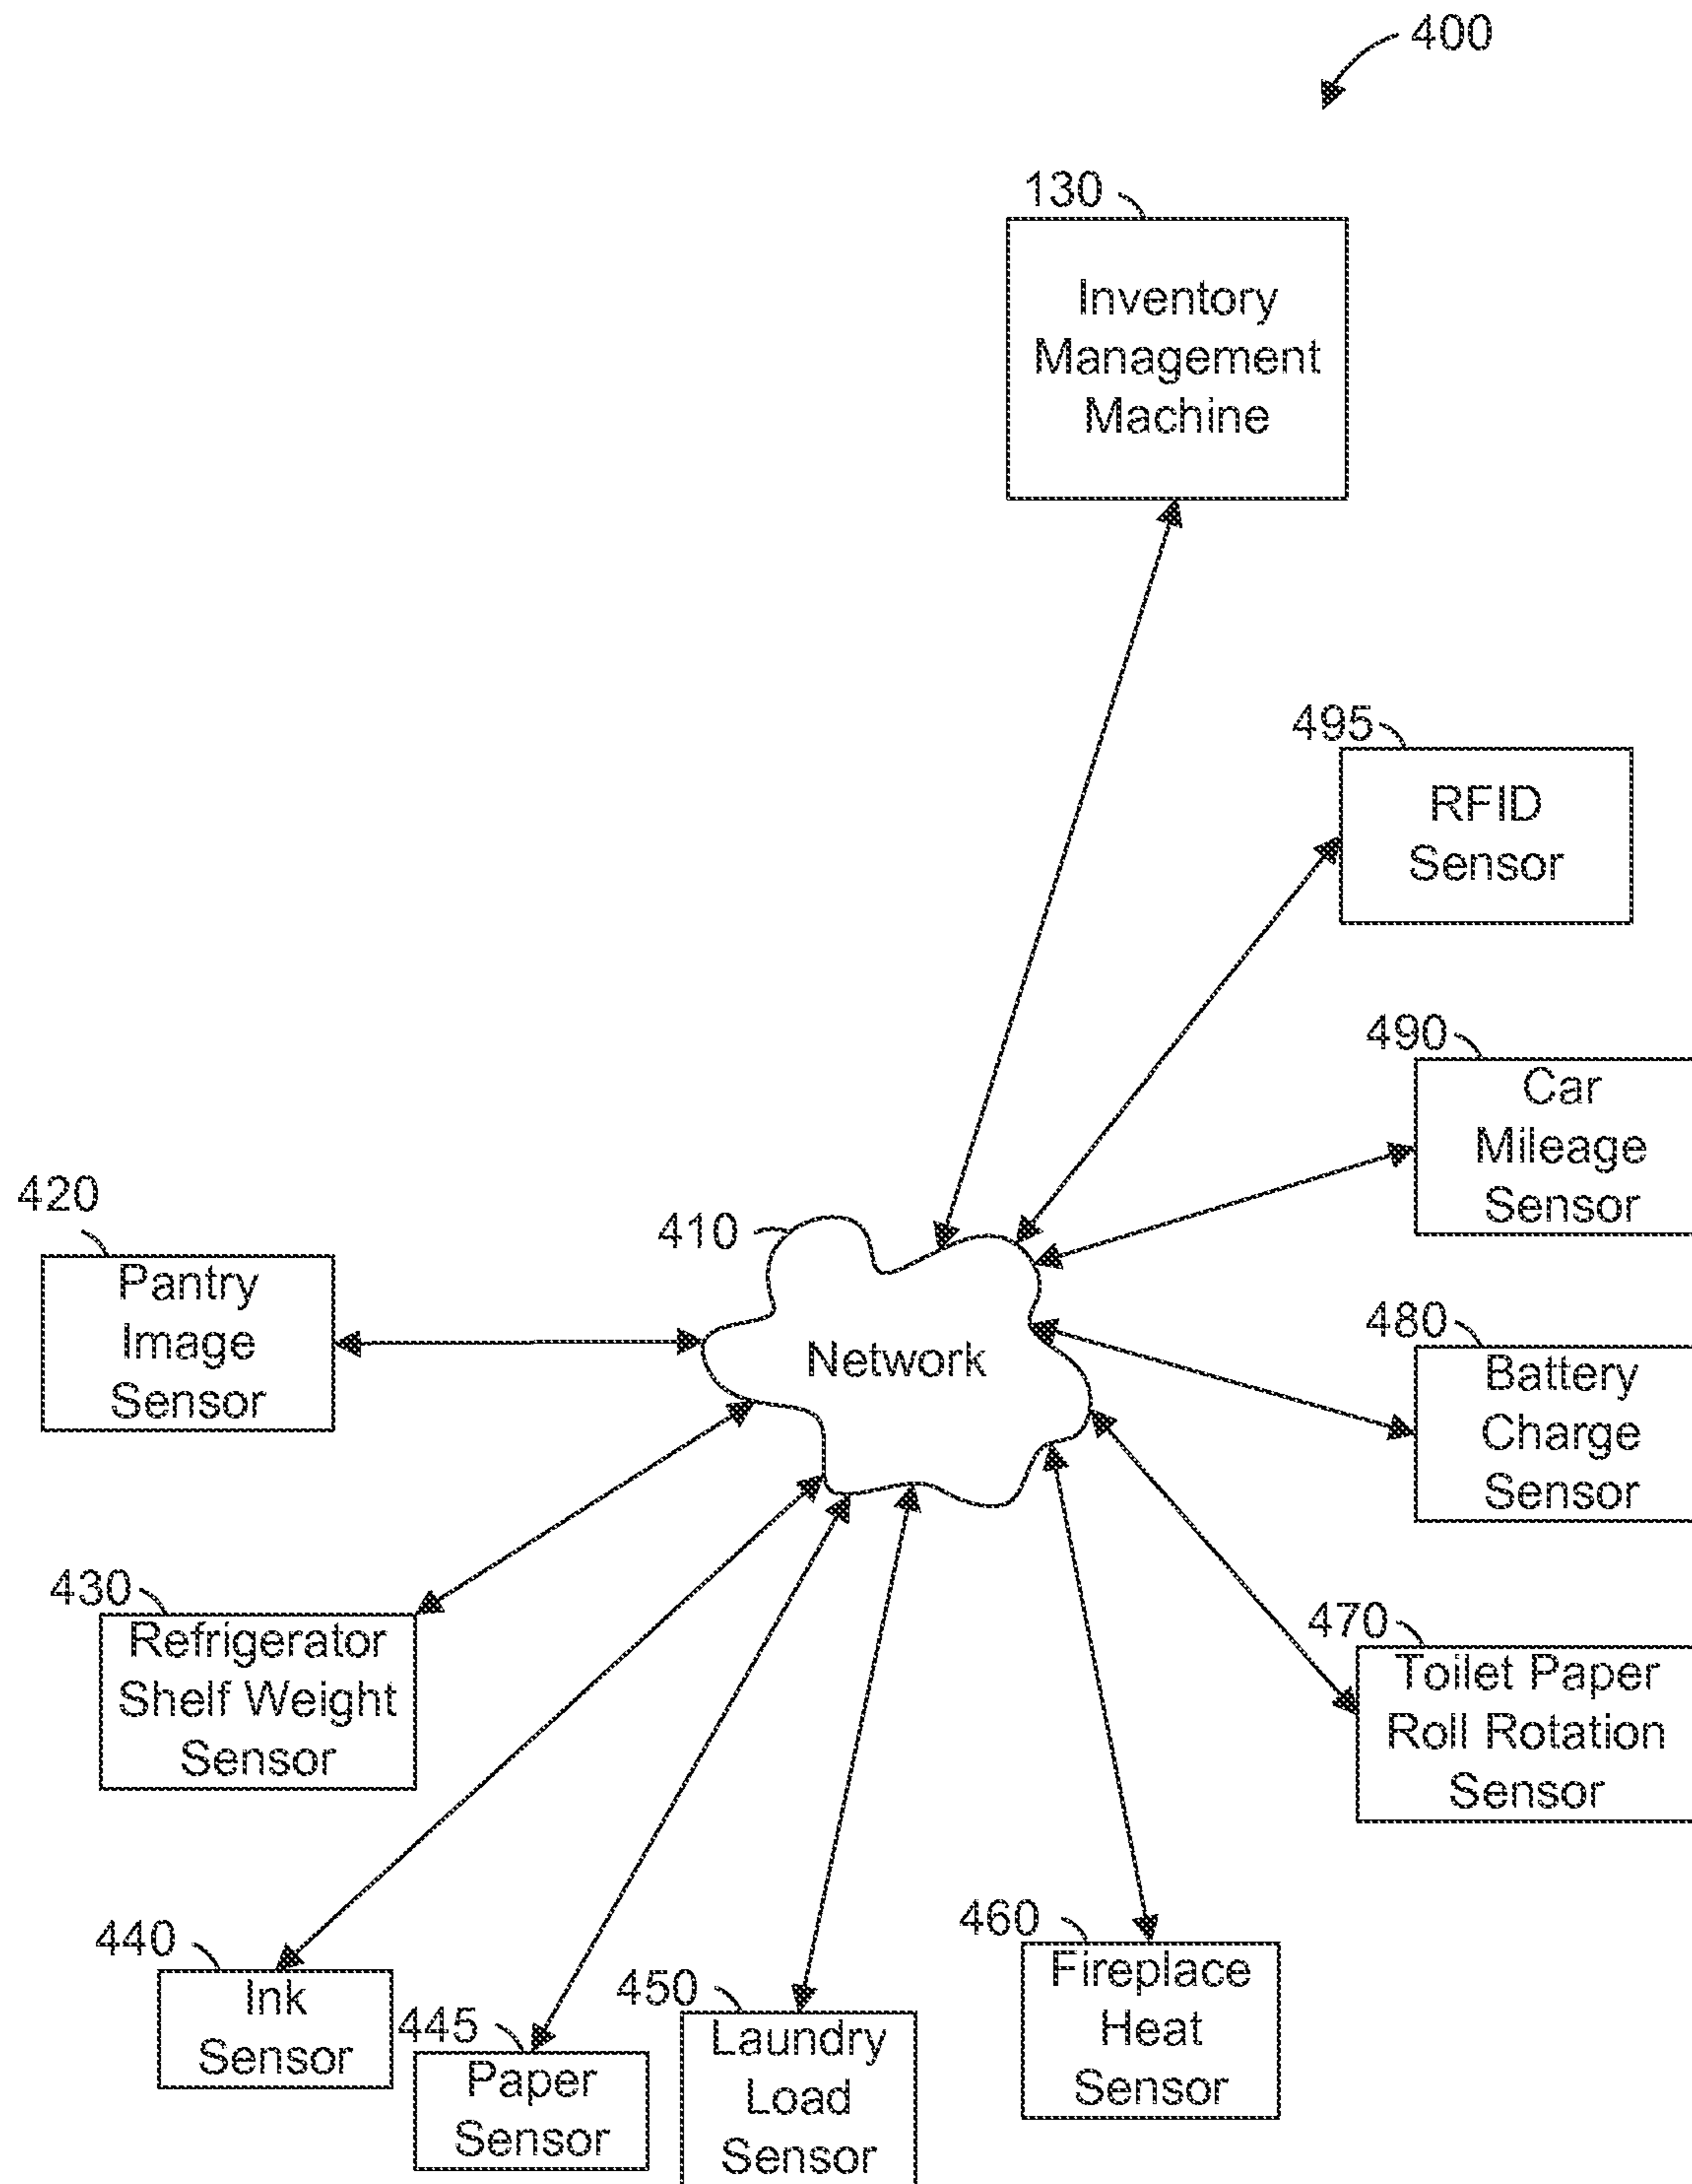 400
130
Inventory
Management
Machine
495
RFID
Sensor
490
Car
Mileage
Sensor
420
Pantry
Image
Sensor
410
Network
480
Battery
Charge
Sensor
430
Refrigerator
Shelf Weight
Sensor
470
Toilet Paper
Roll Rotation
Sensor
440
Ink
Sensor
445
Paper
Sensor
450
Laundry
Load
Sensor
460
Fireplace
Heat
Sensor